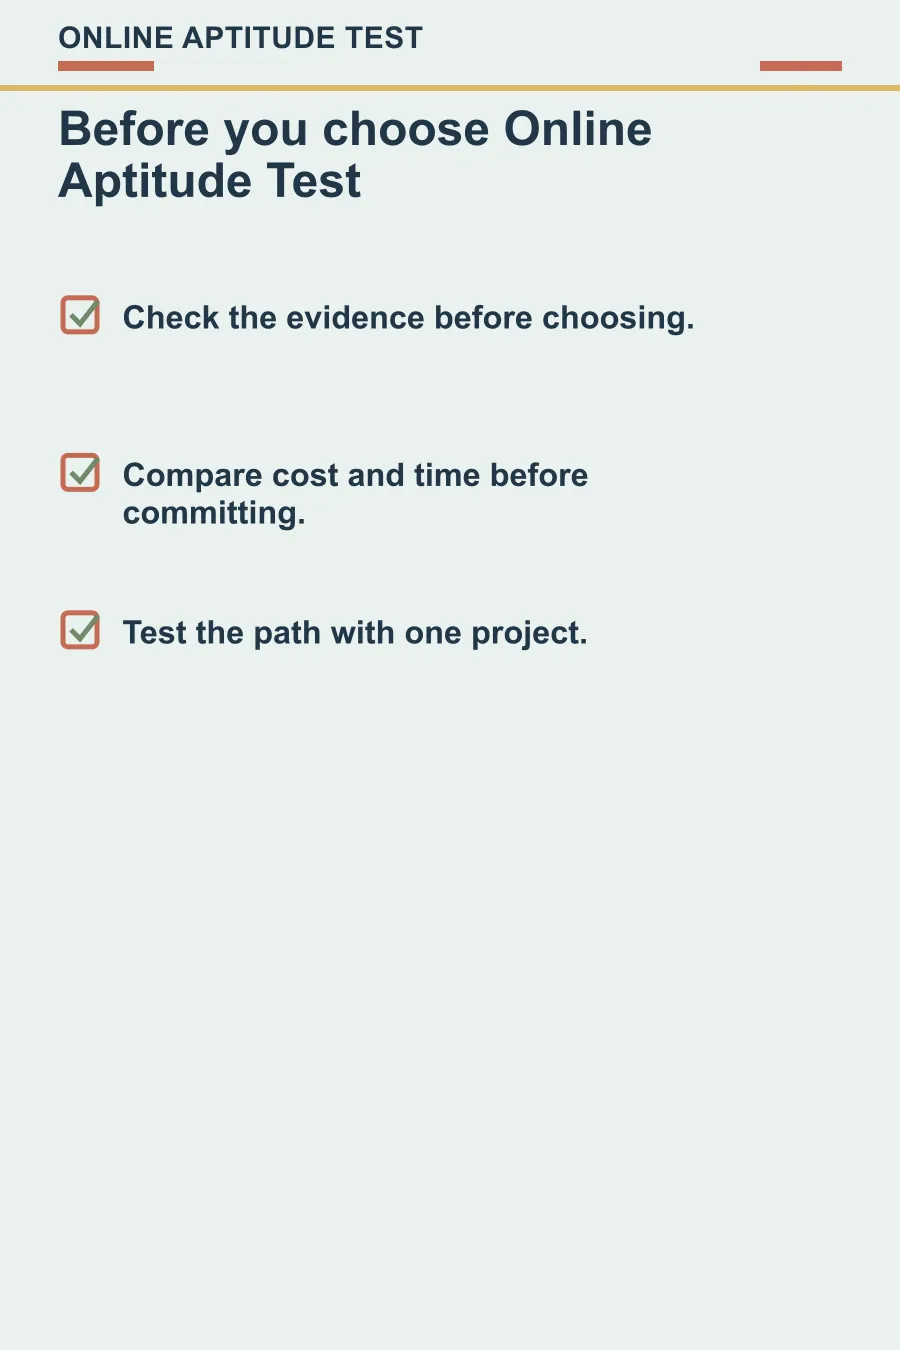 ONLINE APTITUDE TEST
Before you choose Online
Aptitude Test
Check the evidence before choosing.
Compare cost and time before
committing.
Test the path with one project.